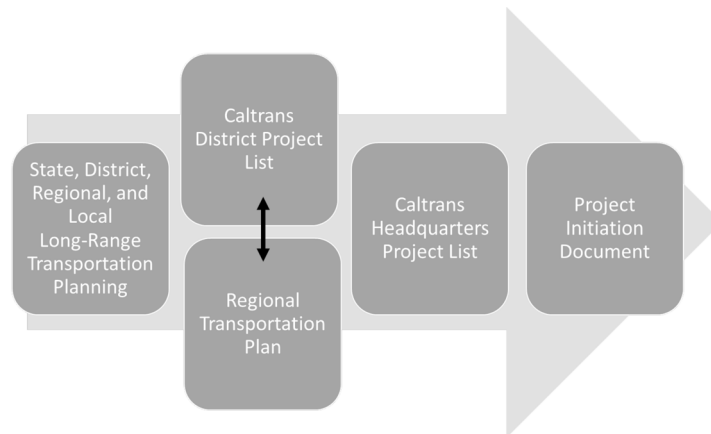 State, District,
Regional, and
Local
Long-Range
Transportation
Planning
Caltrans
District Project
List
Regional
Transportation
Plan
Caltrans
Headquarters
Project List
Project
Initiation
Document